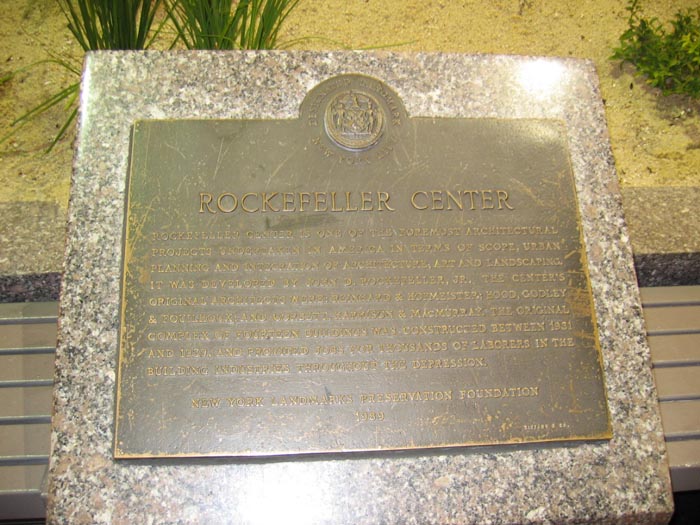 ROCKEFELLER CENTER
ROCKEFELLER CENTER IS ONE OF THE FOREMOST ARCHITECTURAL
PROJECTS UNDERTAKEN IN AMERICA IN TERMS OF SCOPE, URBAN
PLANNING AND INTEGRATION OF ARCHITECTURE, ART AND LANDSCAPING.
IT WAS DEVELOPED BY JOHN D. ROCKEFELLER, JR., THE CENTER'S
ORIGINAL ARCHITECTS WERE REINHARD & HOFMEISTER, HOOD, GODLEY
& FOUILHOUX AND CORBETT, HARRISON & MACMURRAY. THE ORIGINAL
COMPLEX OF BUILDINGS WAS CONSTRUCTED BETWEEN 1931
AND 1939, AND PROVIDED JOBS FOR THOUSANDS OF LABORERS IN THE
BUILDING INDUSTRIES THROUGHOUT THE DEPRESSION.
NEW YORK LANDMARKS PRESERVATION FOUNDATION
1989